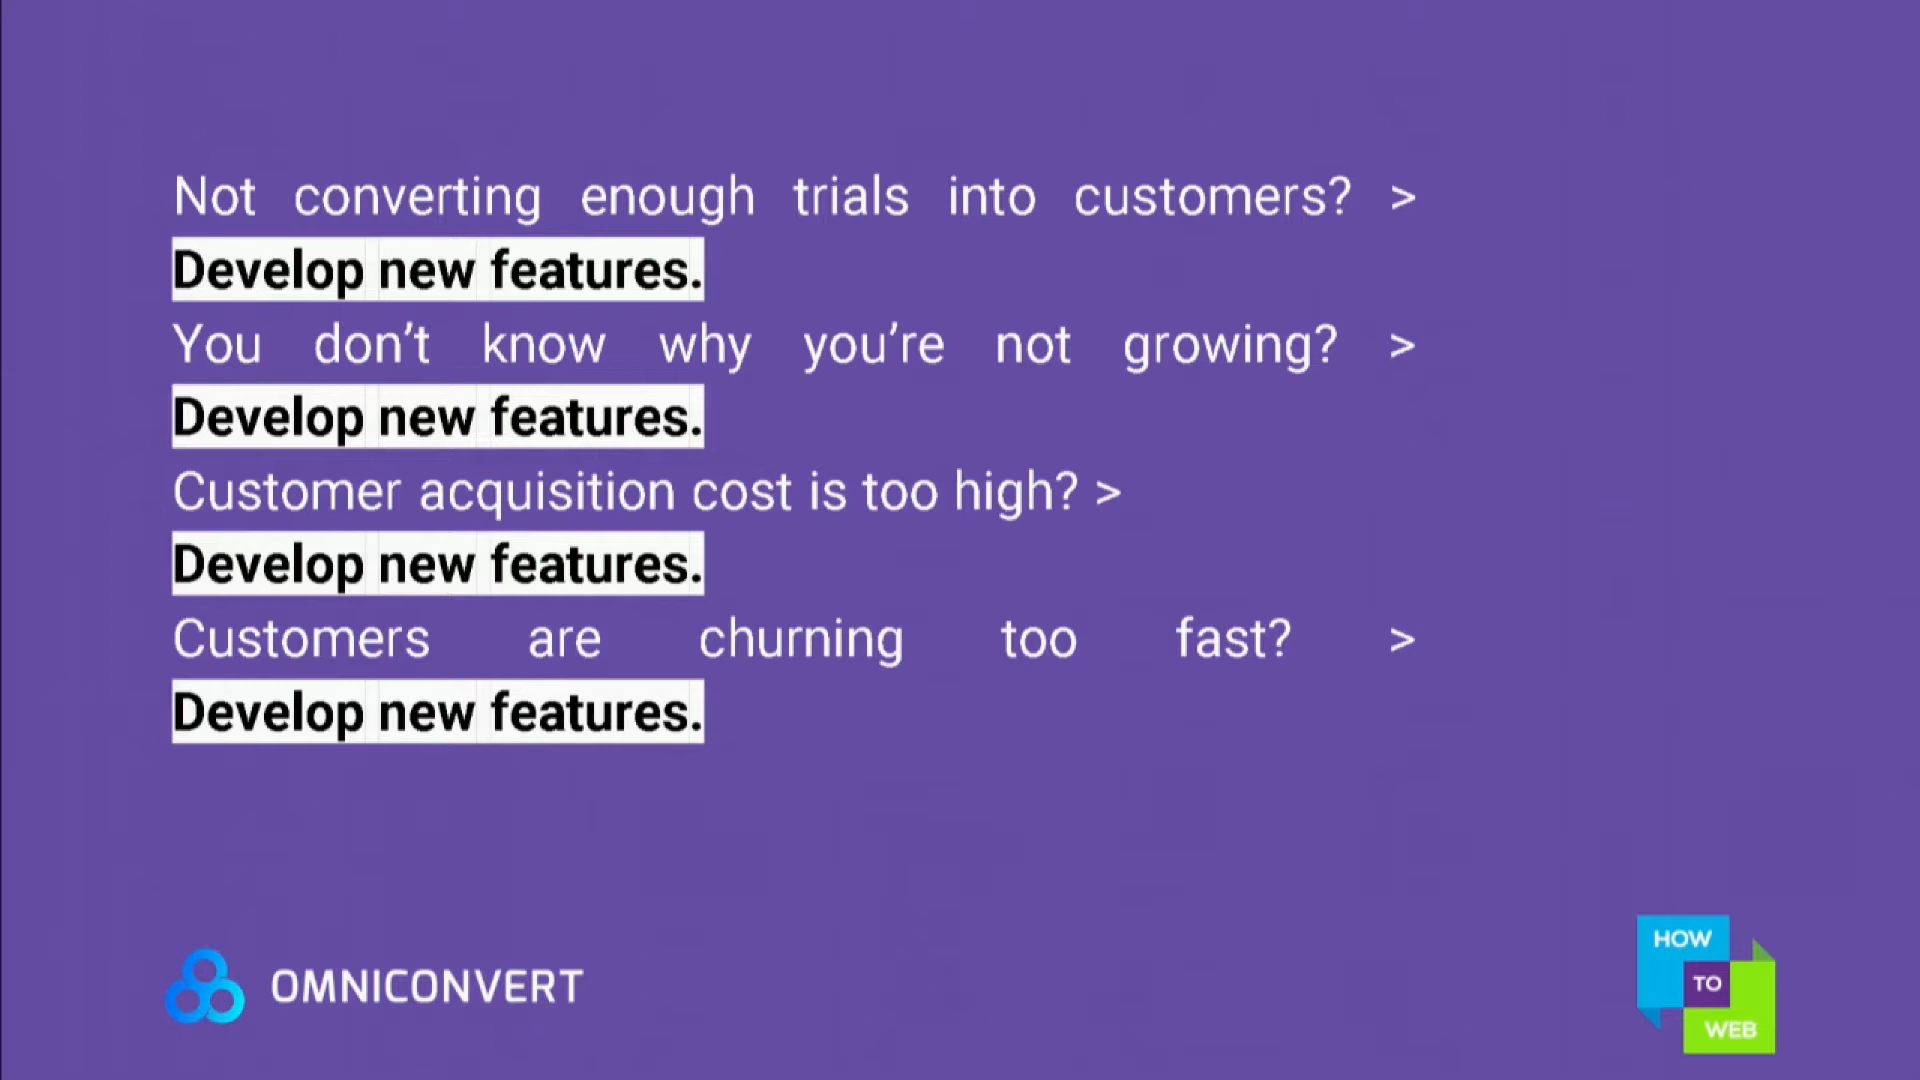 Not converting enough trials into customers? >
Develop new features.
You don’t know why you’re not growing? >
Develop new features.
Customer acquisition cost is too high? >
Develop new features.
Customers are churning too fast? >
Develop new features.
OMNICONVERT
HOW
TO
WEB